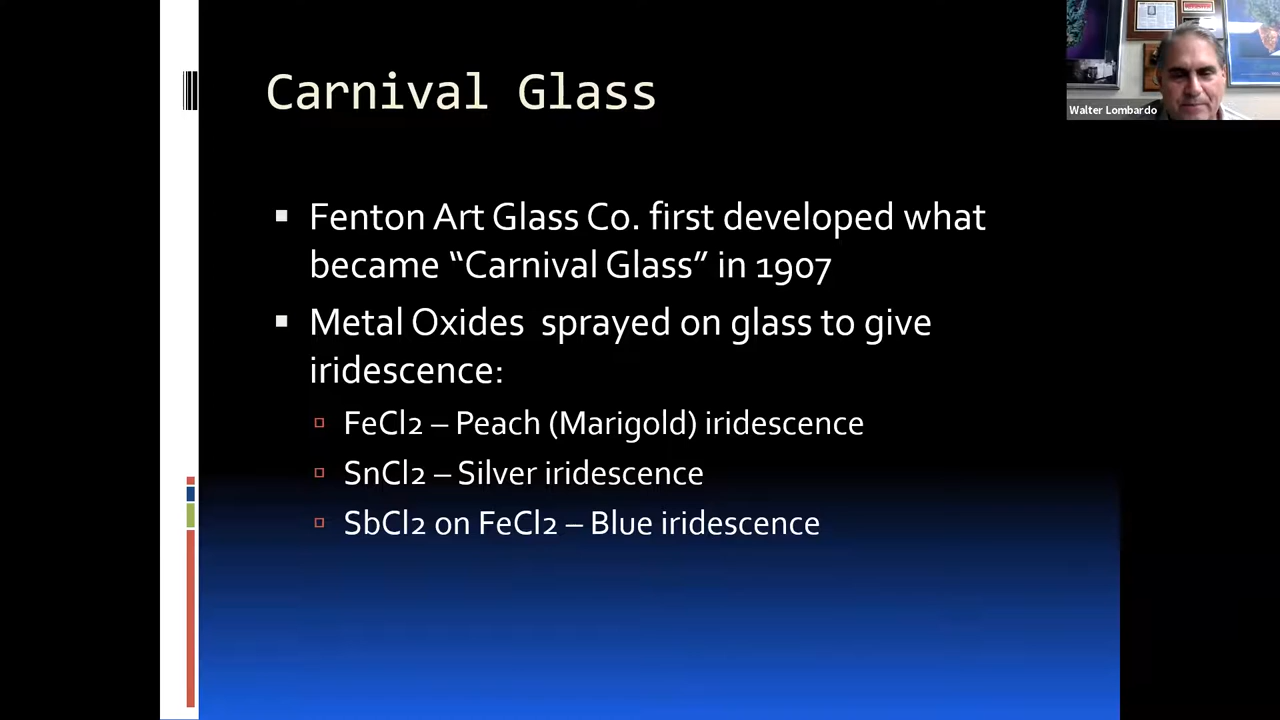 Carnival Glass
Walter Lombardo
▪ Fenton Art Glass Co. first developed what
became “Carnival Glass” in 1907
▪ Metal Oxides sprayed on glass to give
iridescence:
▫ FeCl2 – Peach (Marigold) iridescence
▫ SnCl2 – Silver iridescence
▫ SbCl2 on FeCl2 – Blue iridescence